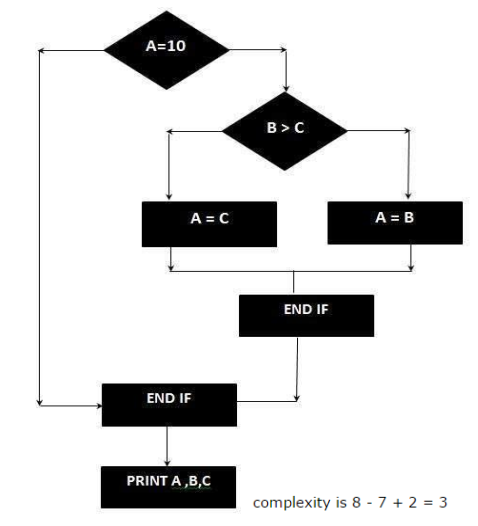 A=10
B > C
A = C
A = B
END IF
END IF
PRINT A ,B,C
complexity is 8 - 7 + 2 = 3